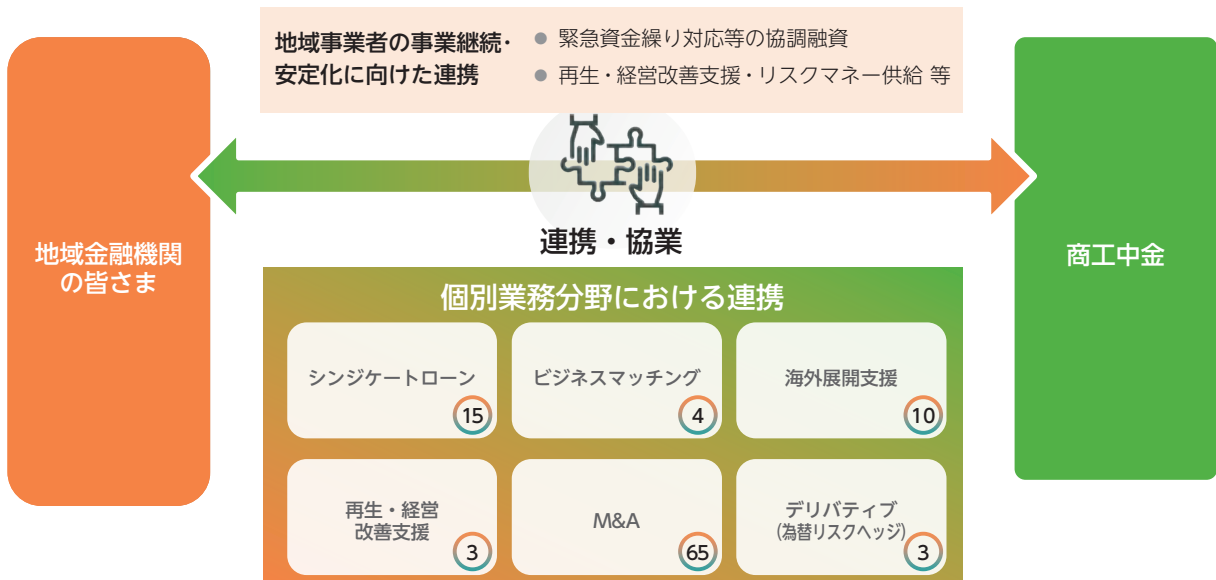 地域事業者の事業継続・
安定化に向けた連携
● 緊急資金繰り対応等の協調融資
● 再生・経営改善支援・リスクマネー供給 等
地域金融機関
の皆さま
連携・協業
商工中金
個別業務分野における連携
シンジケートローン
15
ビジネスマッチング
4
海外展開支援
10
再生・経営
改善支援
3
M&A
65
デリバティブ
(為替リスクヘッジ)
3